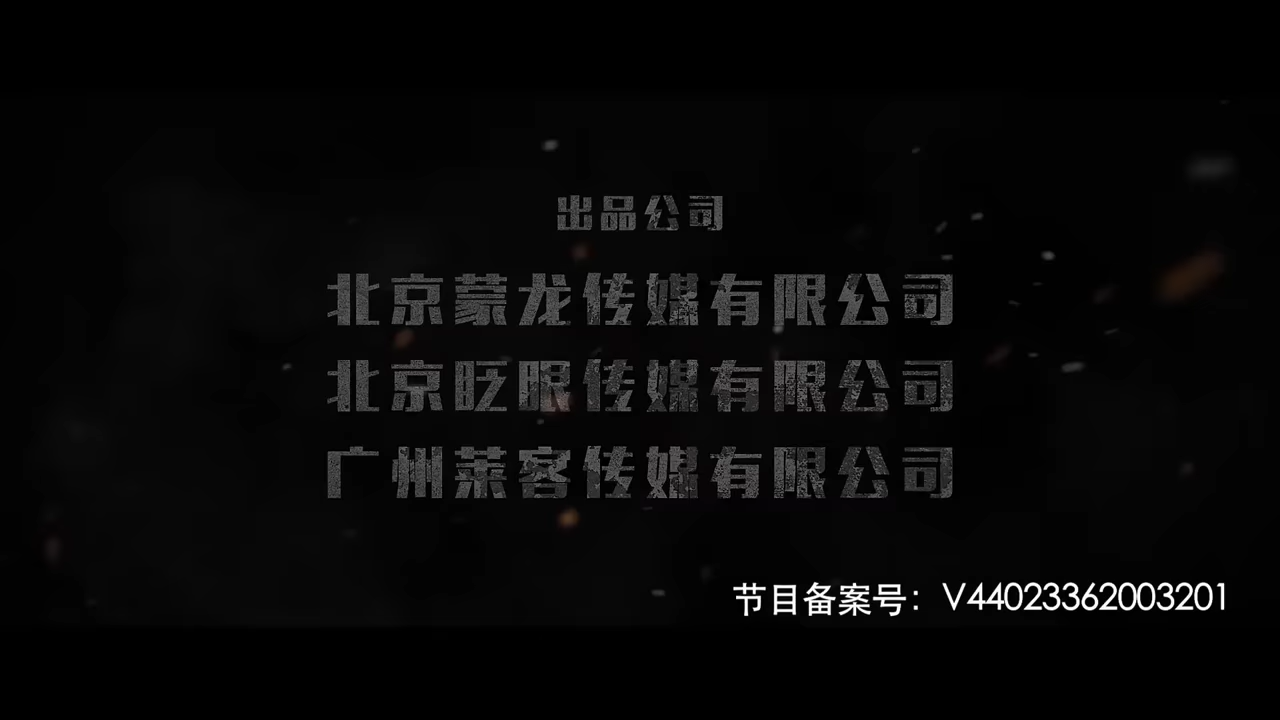 出品公司
北京蒙龙传媒有限公司
北京眨眼传媒有限公司
广州莱客传媒有限公司
节目备案号：V44023362003201